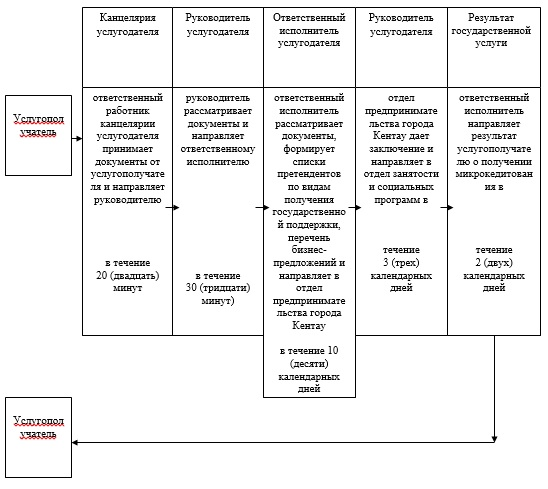 Канцелярия
услугодателя
Руководитель
услугодателя
Ответственный
исполнитель
услугодателя
Руководитель
услугодателя
Результат
государственной
услуги
Услугопол
учатель
ответственный
работник
канцелярии
услугодателя
принимает
документы от
услугополучате
ля и направляет
руководителю
в течение
20 (двадцать)
минут
руководитель
рассматривает
документы и
направляет
ответственному
исполнителю
в течение
30 (тридцати)
минут)
ответственный
исполнитель
рассматривает
документы,
формирует
списки
претендентов
по видам
получения
государственно
й поддержки,
перечень
бизнес-
предложений и
направляет в
отдел
предпринимате
льства города
Кентау
в течение 10
(десяти)
календарных
дней
отдел
предпринимате
льства города
Кентау дает
заключение и
направляет в
отдел занятости
и социальных
программ в
течение
3 (трех)
календарных
дней
ответственный
исполнитель
направляет
результат
услугополучате
лю о получении
микрокедитован
ия в
течение
2 (двух)
календарных
дней
Услугопол
учатель